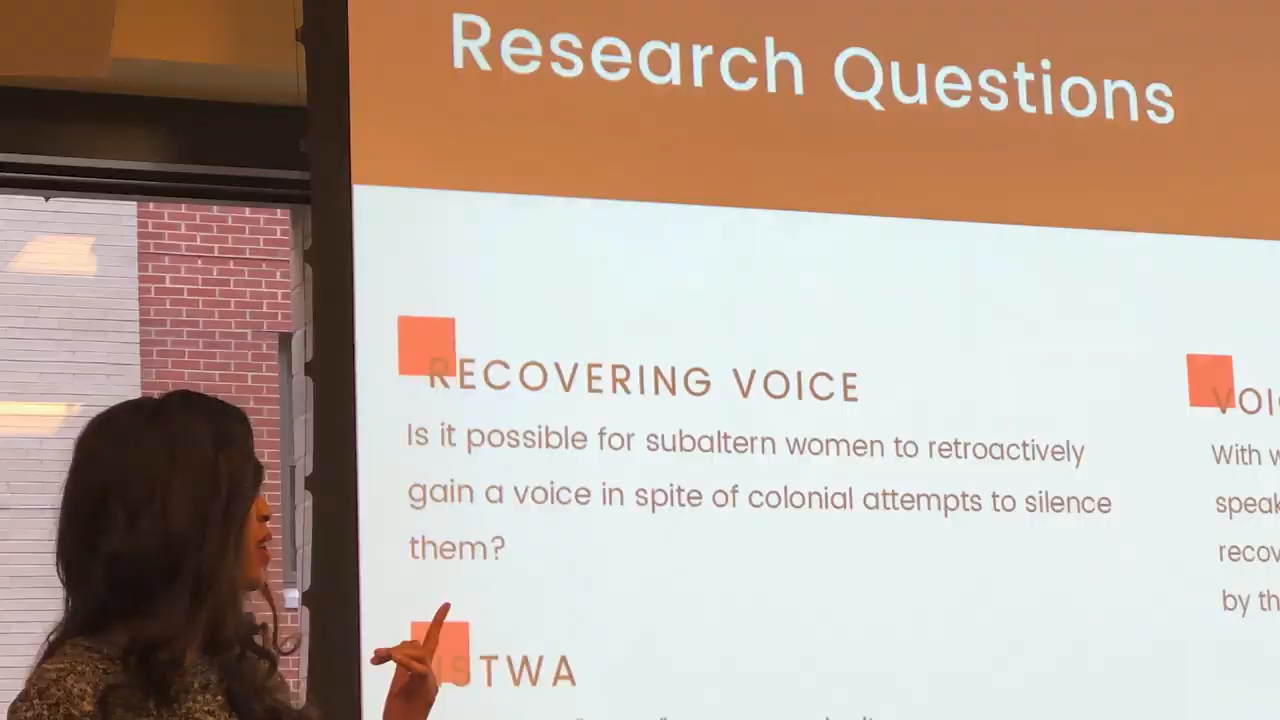 Research Questions
RECOVERING VOICE
Is it possible for subaltern women to retroactively
gain a voice in spite of colonial attempts to silence
them?
ISTWA
With
speak
recov
by th